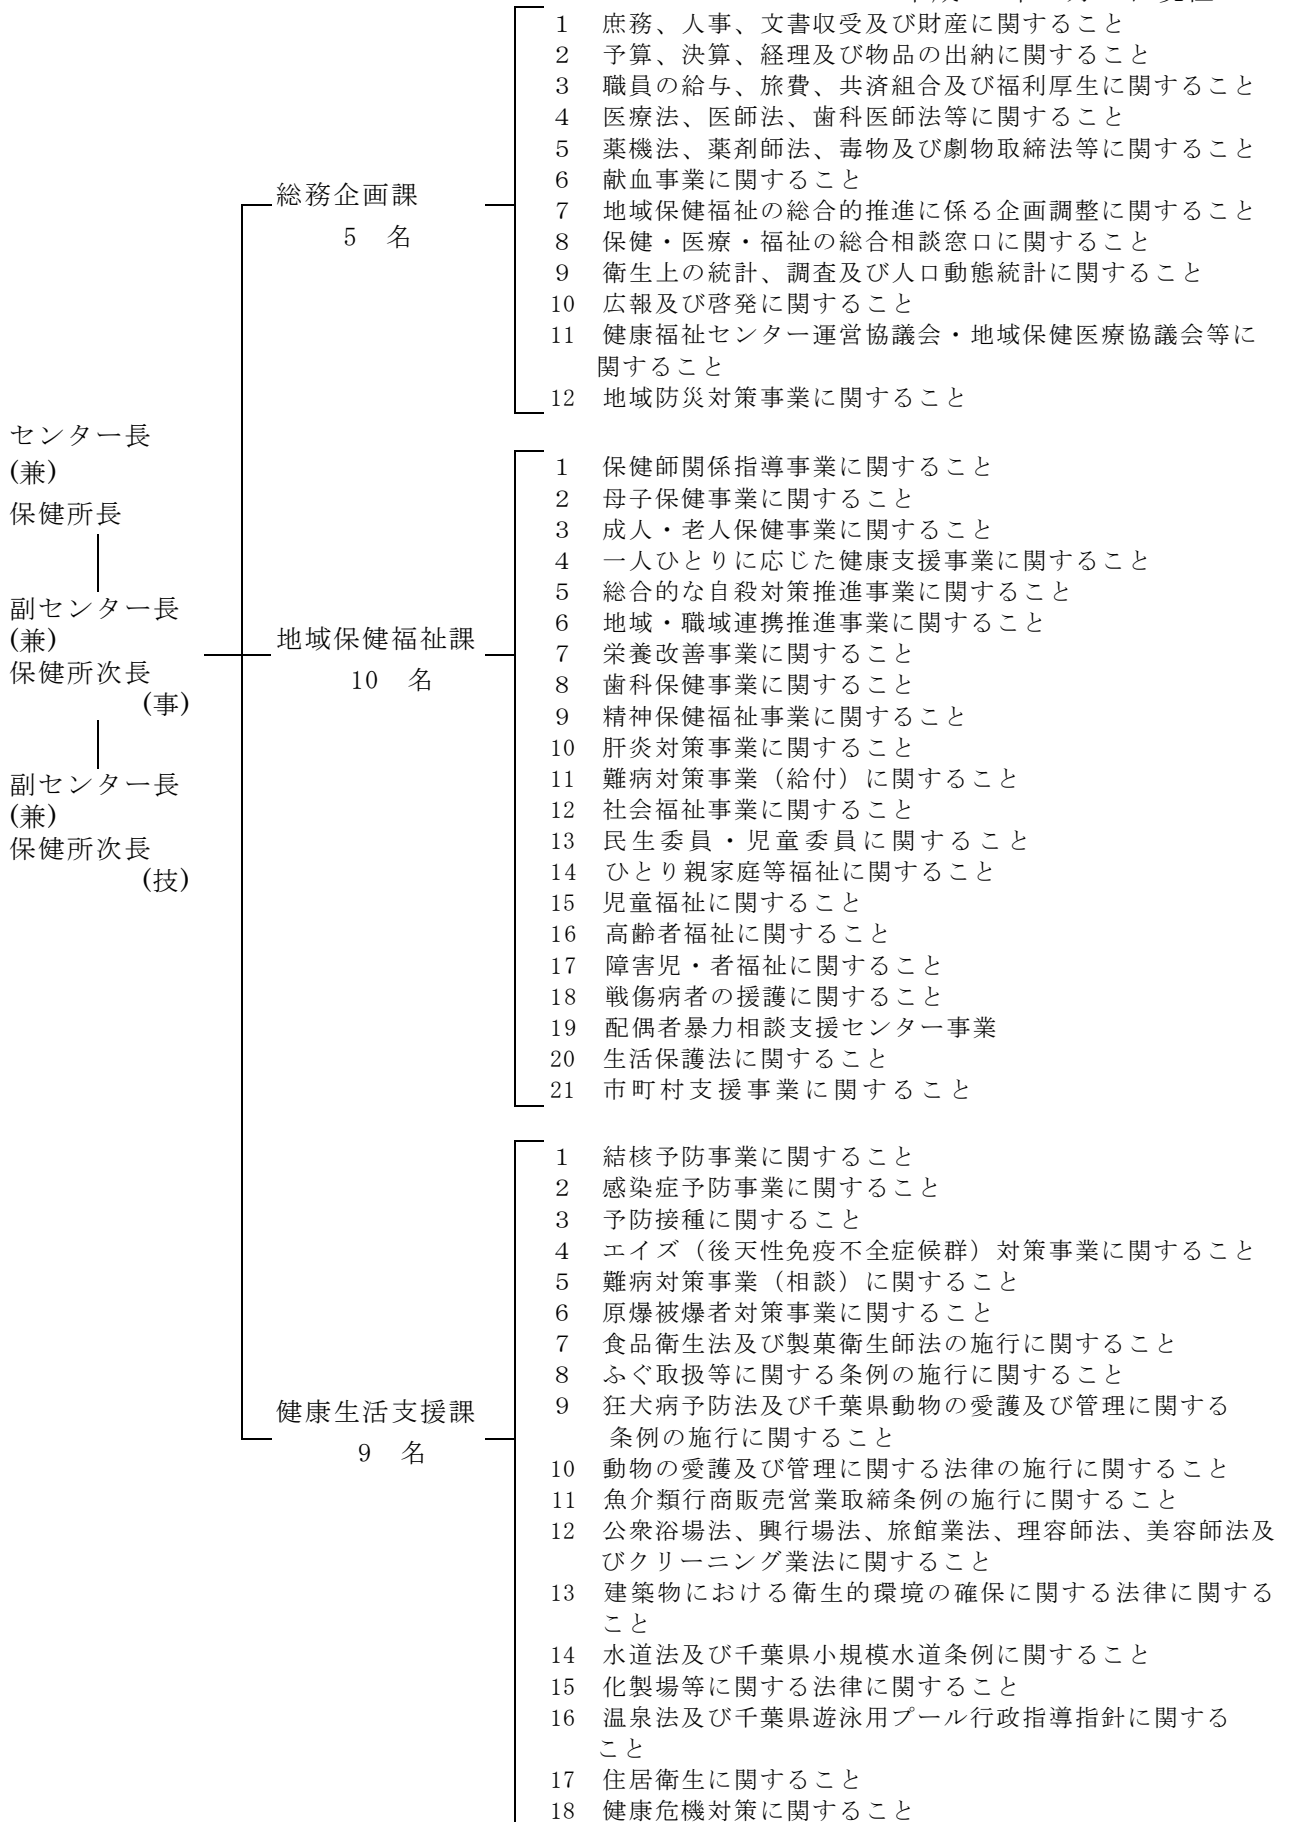 センター長
(兼)
保健所長
副センター長
(兼)
保健所次長
(事)
副センター長
(兼)
保健所次長
(技)
総務企画課
5 名
1 庶務、人事、文書収受及び財産に関すること
2 予算、決算、経理及び物品の出納に関すること
3 職員の給与、旅費、共済組合及び福利厚生に関すること
4 医療法、医師法、歯科医師法等に関すること
5 薬機法、薬剤師法、毒物及び劇物取締法等に関すること
6 献血事業に関すること
7 地域保健福祉の総合的推進に係る企画調整に関すること
8 保健・医療・福祉の総合相談窓口に関すること
9 衛生上の統計、調査及び人口動態統計に関すること
10 広報及び啓発に関すること
11 健康福祉センター運営協議会・地域保健医療協議会等に
関すること
12 地域防災対策事業に関すること
地域保健福祉課
10 名
1 保健師関係指導事業に関すること
2 母子保健事業に関すること
3 成人・老人保健事業に関すること
4 一人ひとりに応じた健康支援事業に関すること
5 総合的な自殺対策推進事業に関すること
6 地域・職域連携推進事業に関すること
7 栄養改善事業に関すること
8 歯科保健事業に関すること
9 精神保健福祉事業に関すること
10 肝炎対策事業に関すること
11 難病対策事業（給付）に関すること
12 社会福祉事業に関すること
13 民生委員・児童委員に関すること
14 ひとり親家庭等福祉に関すること
15 児童福祉に関すること
16 高齢者福祉に関すること
17 障害児・者福祉に関すること
18 戦傷病者の援護に関すること
19 配偶者暴力相談支援センター事業
20 生活保護法に関すること
21 市町村支援事業に関すること
健康生活支援課
9 名
1 結核予防事業に関すること
2 感染症予防事業に関すること
3 予防接種に関すること
4 エイズ（後天性免疫不全症候群）対策事業に関すること
5 難病対策事業（相談）に関すること
6 原爆被爆者対策事業に関すること
7 食品衛生法及び製菓衛生師法の施行に関すること
8 ふぐ取扱等に関する条例の施行に関すること
9 狂犬病予防法及び千葉県動物の愛護及び管理に関する
条例の施行に関すること
10 動物の愛護及び管理に関する法律の施行に関すること
11 魚介類行商販売営業取締条例の施行に関すること
12 公衆浴場法、興行場法、旅館業法、理容師法、美容師法及
びクリーニング業法に関すること
13 建築物における衛生的環境の確保に関する法律に関する
こと
14 水道法及び千葉県小規模水道条例に関すること
15 化製場等に関する法律に関すること
16 温泉法及び千葉県遊泳用プール行政指導指針に関する
こと
17 住居衛生に関すること
18 健康危機対策に関すること